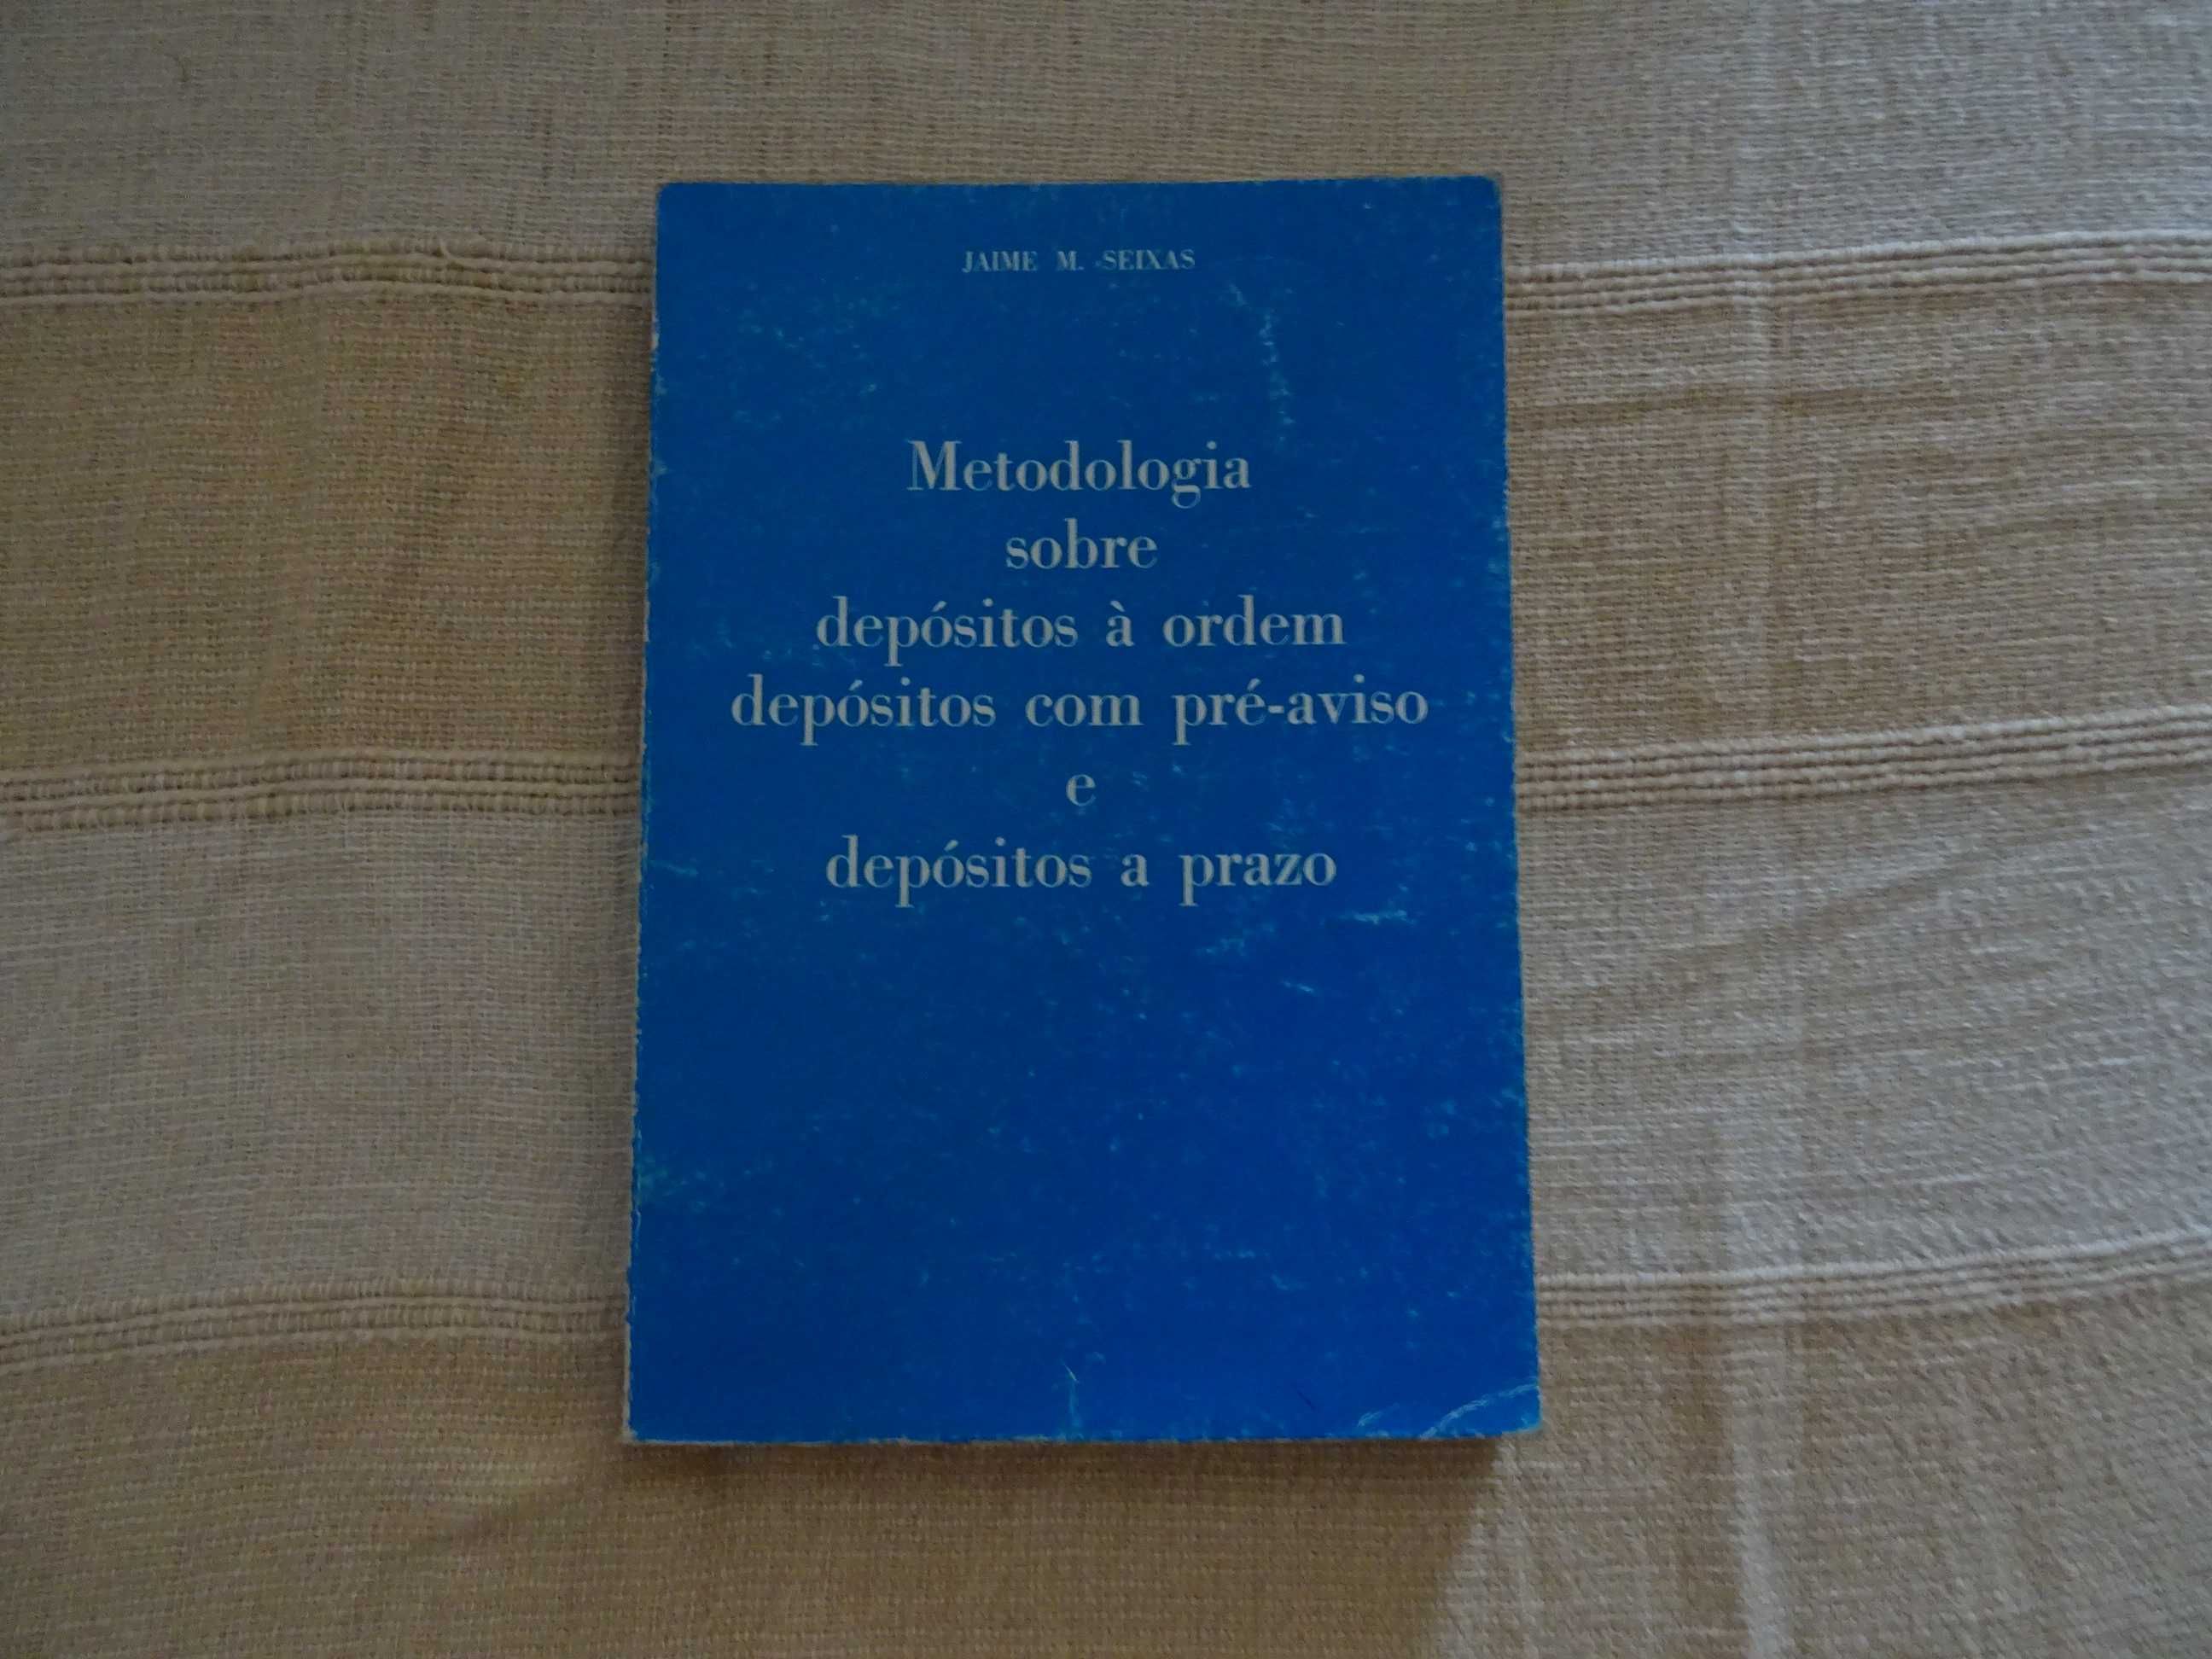 JAIME M. SEIXAS
Metodologia
sobre
depósitos à ordem
depósitos com pré-aviso
e
depósitos a prazo